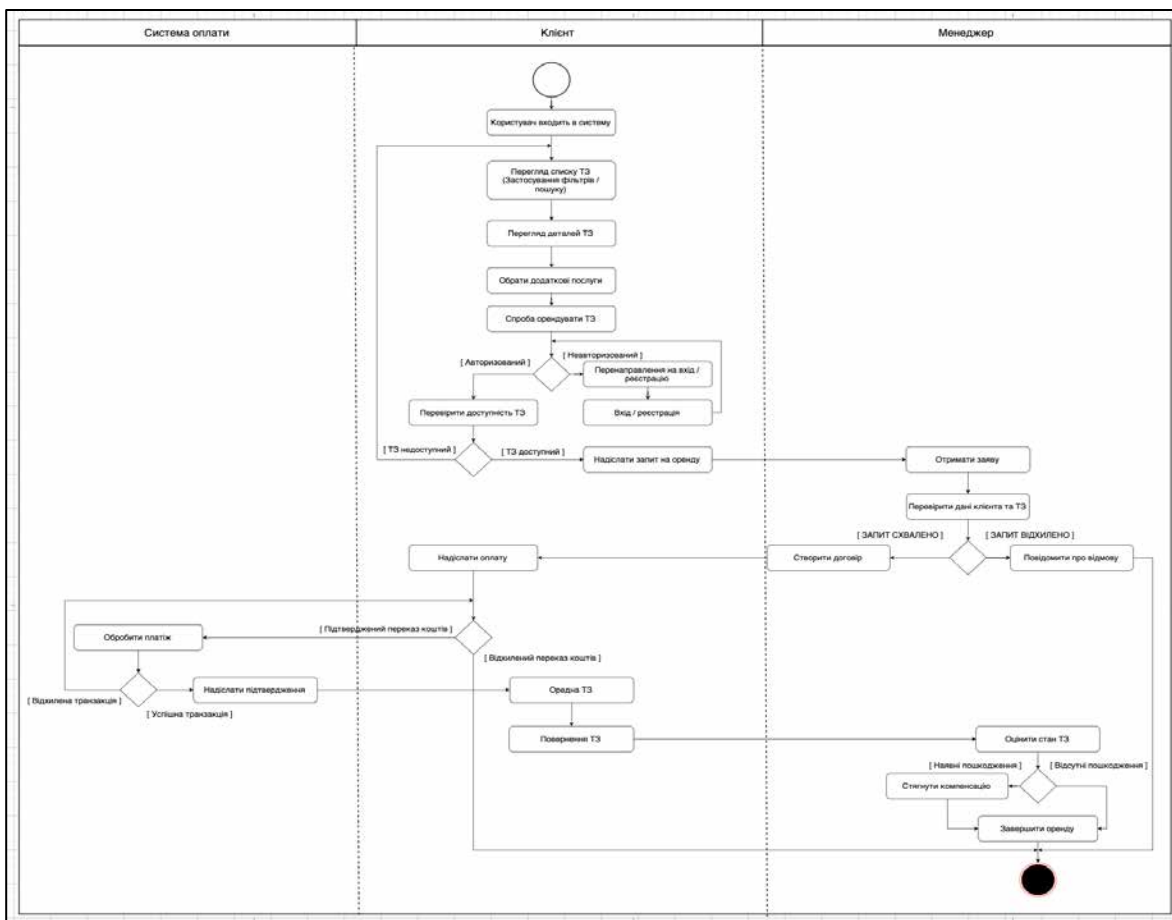 Система оплати
Клієнт
Менеджер
Користувач входить в систему
Перегляд списку ТЗ
(Застосування фільтрів /
пошуку)
Перегляд деталей ТЗ
Обрати додаткові послуги
Спроба орендувати ТЗ
[ Авторизований ]
[ Неавторизований ]
Перенаправлення на вхід /
реєстрацію
Перевірити доступність ТЗ
Вхід / реєстрація
[ ТЗ недоступний ]
[ ТЗ доступний ]
Надіслати запит на оренду
Отримати заяву
Перевірити дані клієнта та ТЗ
[ ЗАПИТ СХВАЛЕНО ]
[ ЗАПИТ ВІДХИЛЕНО ]
Надіслати оплату
Створити договір
Повідомити про відмову
[ Підтверджений переказ коштів ]
Обробити платіж
[ Відхилений переказ коштів ]
Надіслати підтвердження
[ Відхилена транзакція ]
[ Успішна транзакція ]
Оредна ТЗ
Повернення ТЗ
Оцінити стан ТЗ
[ Наявні пошкодження ]
[ Відсутні пошкодження ]
Стягнути компенсацію
Завершити оренду